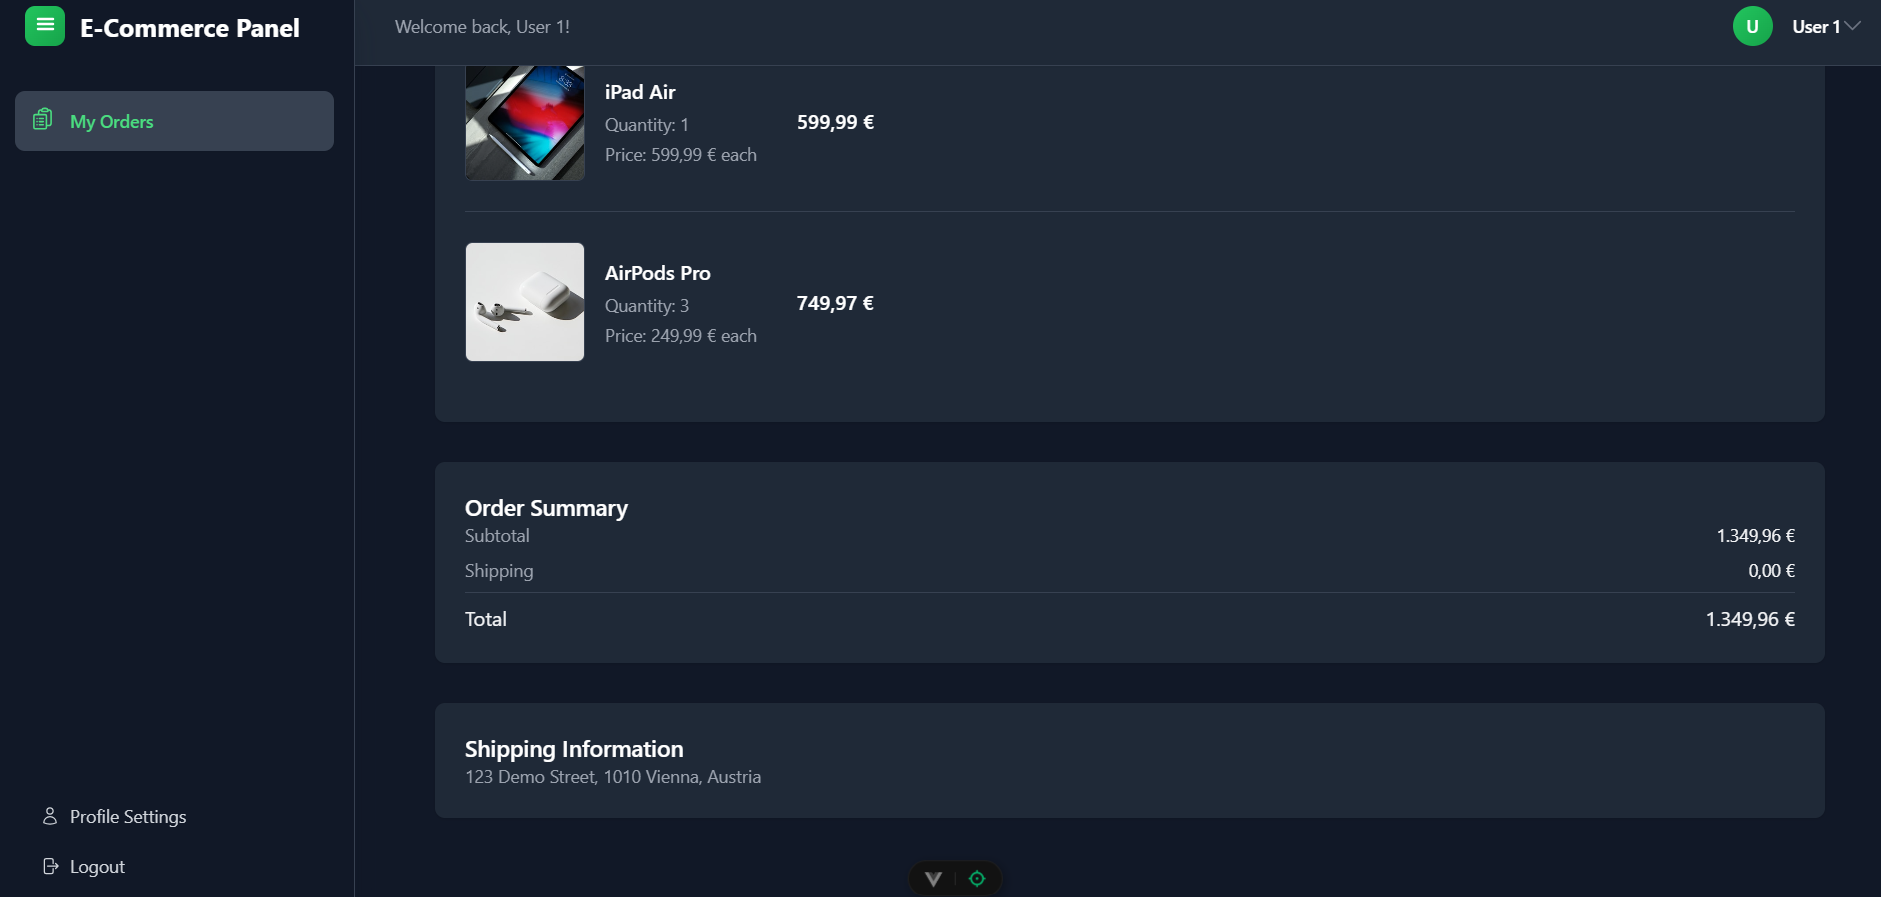 E-Commerce Panel
Welcome back, User 1!
U
User 1
My Orders
iPad Air
Quantity: 1
Price: 599,99 € each
599,99 €
AirPods Pro
Quantity: 3
Price: 249,99 € each
749,97 €
Order Summary
Subtotal
1.349,96 €
Shipping
0,00 €
Total
1.349,96 €
Shipping Information
123 Demo Street, 1010 Vienna, Austria
Profile Settings
Logout